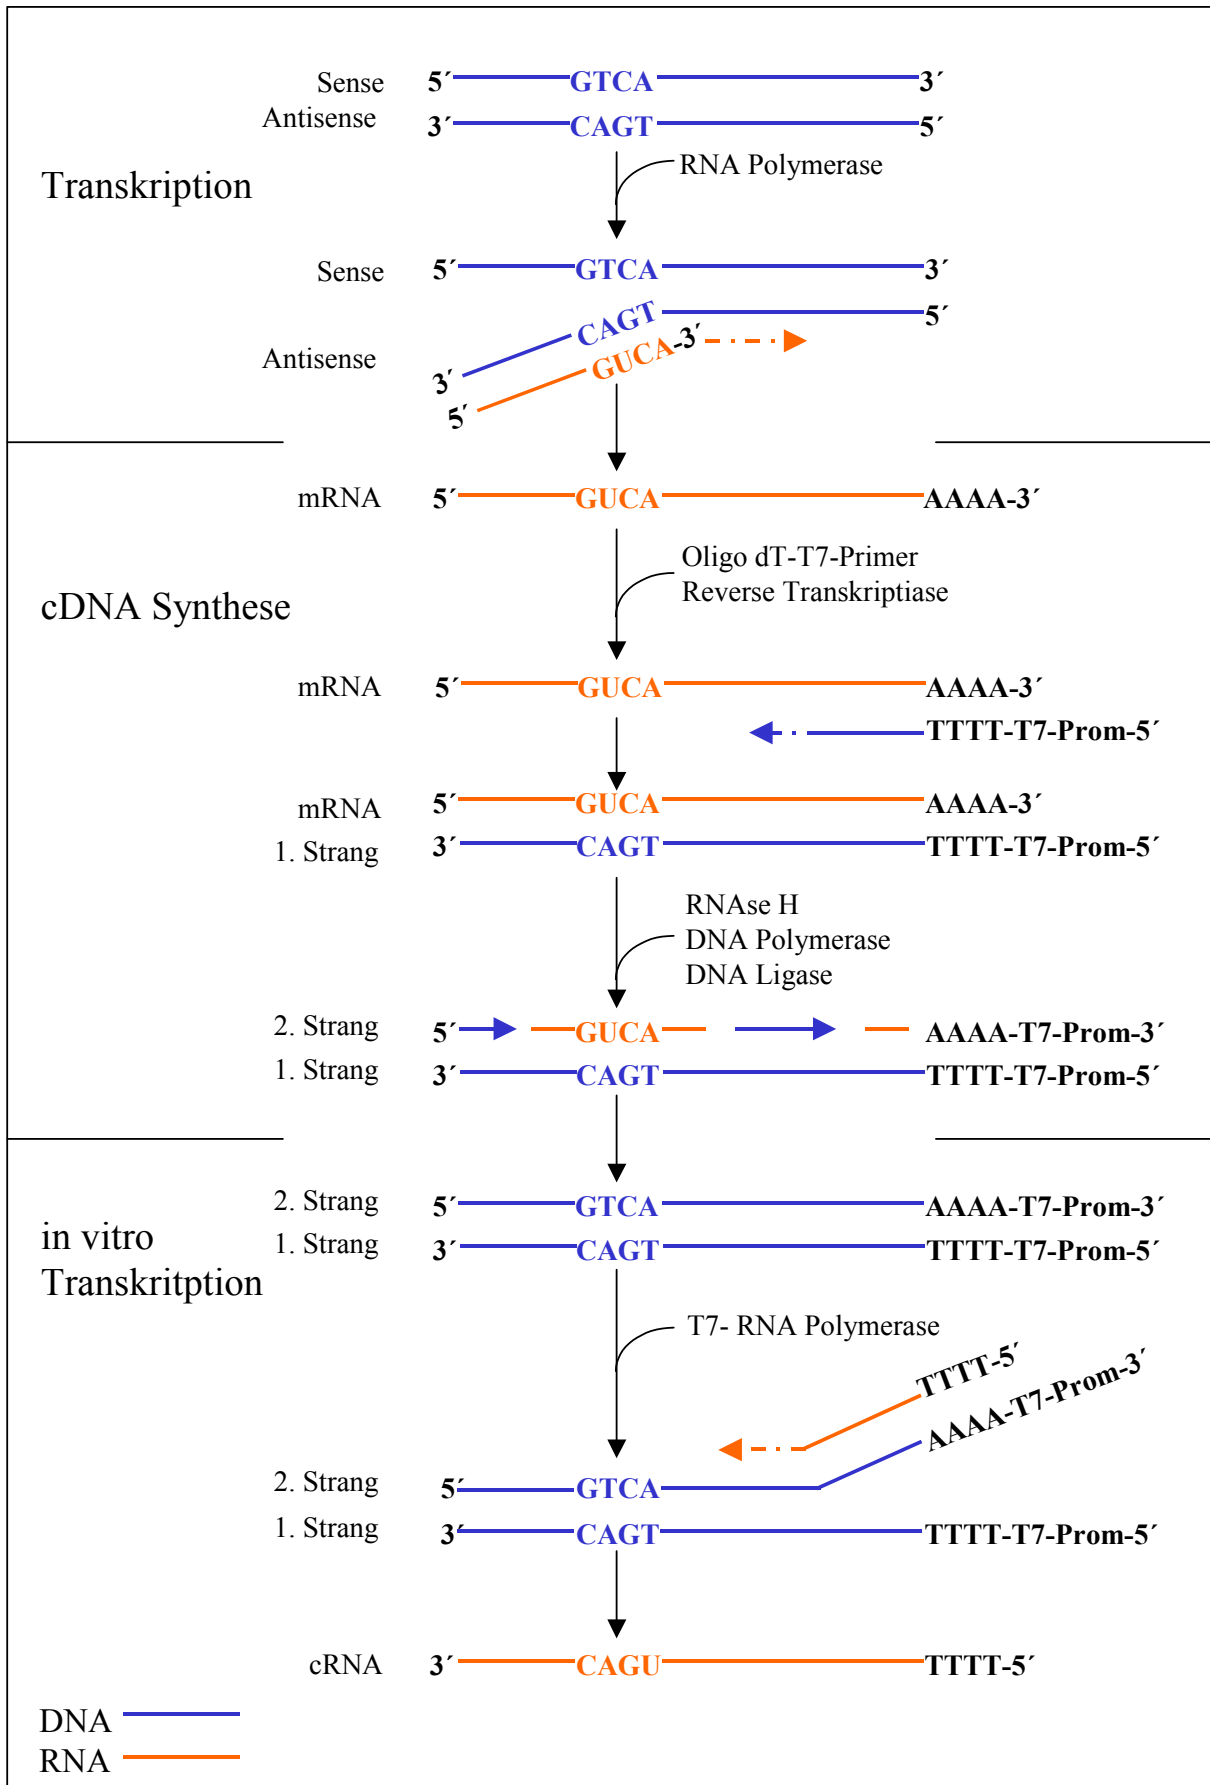 Sense 5´ GTCA 3´
Antisense 3´ CAGT 5´
RNA Polymerase
Transkription
Sense 5´ GTCA 3´
CAGT 5´
Antisense 3´ GUCA-3´
5´
mRNA 5´ GUCA AAAA-3´
Oligo dT-T7-Primer
Reverse Transkriptiase
cDNA Synthese
mRNA 5´ GUCA AAAA-3´
TTTT-T7-Prom-5´
mRNA 5´ GUCA AAAA-3´
1. Strang 3´ CAGT TTTT-T7-Prom-5´
RNAse H
DNA Polymerase
DNA Ligase
2. Strang 5´ GUCA AAAA-T7-Prom-3´
1. Strang 3´ CAGT TTTT-T7-Prom-5´
2. Strang 5´ GTCA AAAA-T7-Prom-3´
1. Strang 3´ CAGT TTTT-T7-Prom-5´
in vitro
Transkritption
T7- RNA Polymerase
TTTT-5´
AAAA-T7-Prom-3´
2. Strang 5´ GTCA
1. Strang 3´ CAGT TTTT-T7-Prom-5´
cRNA 3´ CAGU TTTT-5´
DNA
RNA